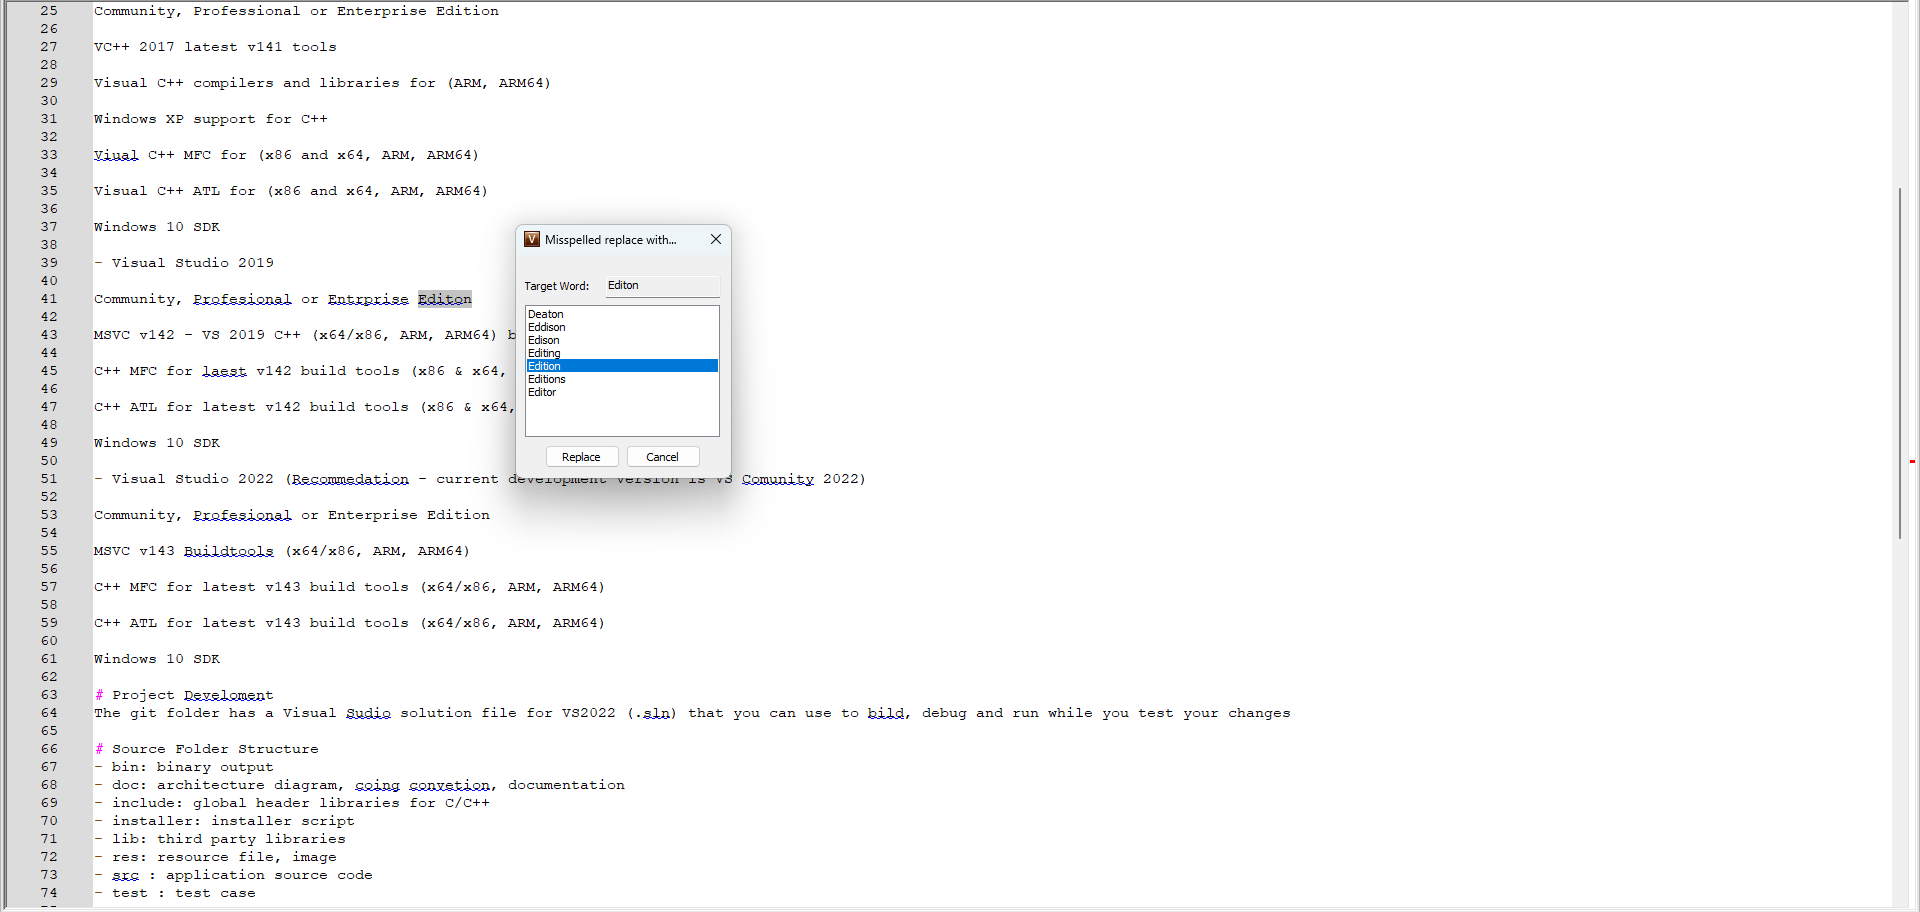 25 Community, Professional or Enterprise Edition
26
27 VC++ 2017 latest v141 tools
28
29 Visual C++ compilers and libraries for (ARM, ARM64)
30
31 Windows XP support for C++
32
33 Viual C++ MFC for (x86 and x64, ARM, ARM64)
34
35 Visual C++ ATL for (x86 and x64, ARM, ARM64)
36
37 Windows 10 SDK
38
39 - Visual Studio 2019
40
41 Community, Profesional or Entrprise Editon
42
43 MSVC v142 - VS 2019 C++ (x64/x86, ARM, ARM64) b
44
45 C++ MFC for laest v142 build tools (x86 & x64,
46
47 C++ ATL for latest v142 build tools (x86 & x64,
48
49 Windows 10 SDK
50
51 - Visual Studio 2022 (Recommedation - current development version is VS Comunity 2022)
52
53 Community, Profesional or Enterprise Edition
54
55 MSVC v143 Buildtools (x64/x86, ARM, ARM64)
56
57 C++ MFC for latest v143 build tools (x64/x86, ARM, ARM64)
58
59 C++ ATL for latest v143 build tools (x64/x86, ARM, ARM64)
60
61 Windows 10 SDK
62
63 # Project Develoment
64 The git folder has a Visual Sudio solution file for VS2022 (.sln) that you can use to bild, debug and run while you test your changes
65
66 # Source Folder Structure
67 - bin: binary output
68 - doc: architecture diagram, coing convetion, documentation
69 - include: global header libraries for C/C++
70 - installer: installer script
71 - lib: third party libraries
72 - res: resource file, image
73 - src : application source code
74 - test : test case
V Misspelled replace with...
Target Word: Editon
Deaton
Eddison
Edison
Editing
Edition
Editions
Editor
Replace Cancel